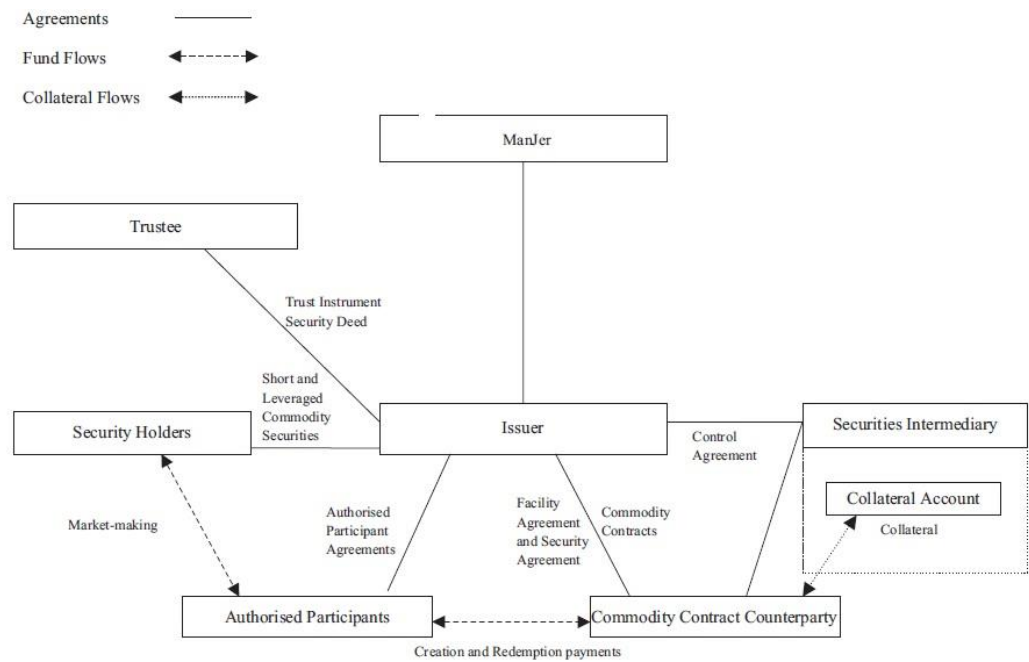 Agreements
Fund Flows
Collateral Flows
ManJer
Trustee
Trust Instrument
Security Deed
Short and
Leveraged
Commodity
Securities
Security Holders
Issuer
Control
Agreement
Securities Intermediary
Collateral Account
Collateral
Market-making
Authorised
Participant
Agreements
Facility
Agreement
and Security
Agreement
Commodity
Contracts
Authorised Participants
Commodity Contract Counterparty
Creation and Redemption payments